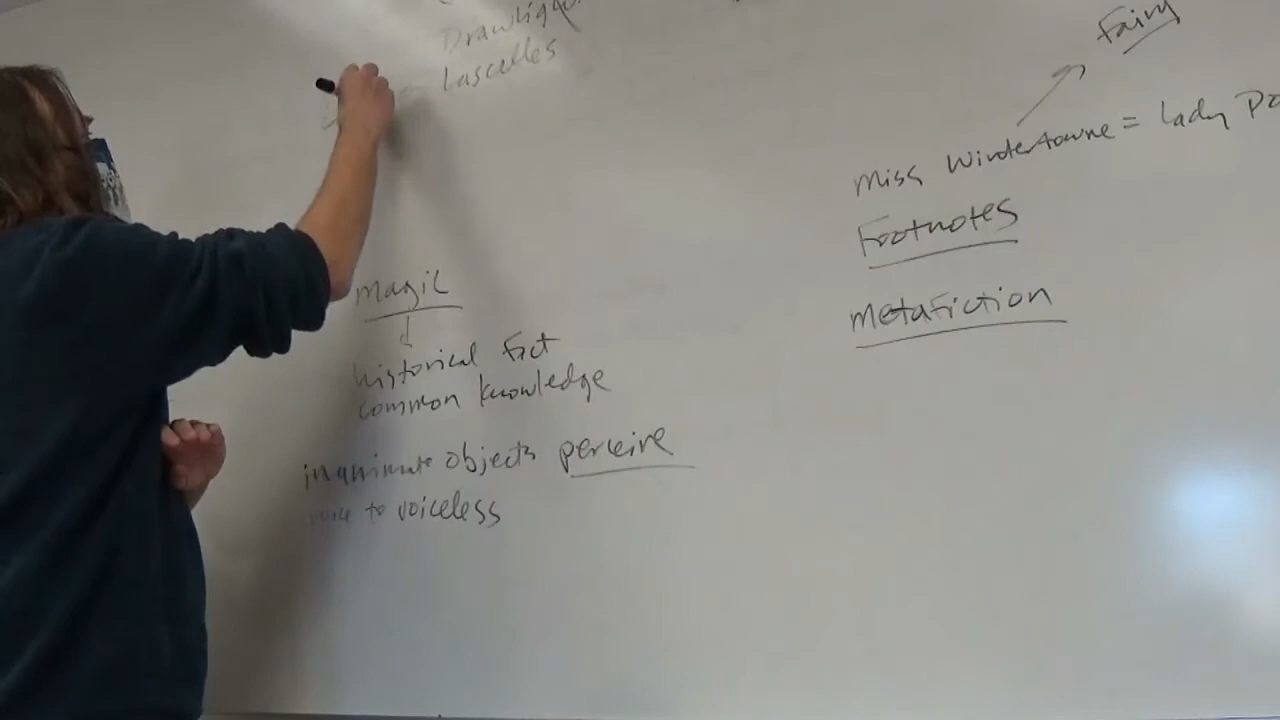 Drawligh
Lascelles
magic
historical fact
common knowledge
inanimate objects perceive
voice to voiceless
Fairy
Miss Wintertowne = Lady Po
Footnotes
metafiction